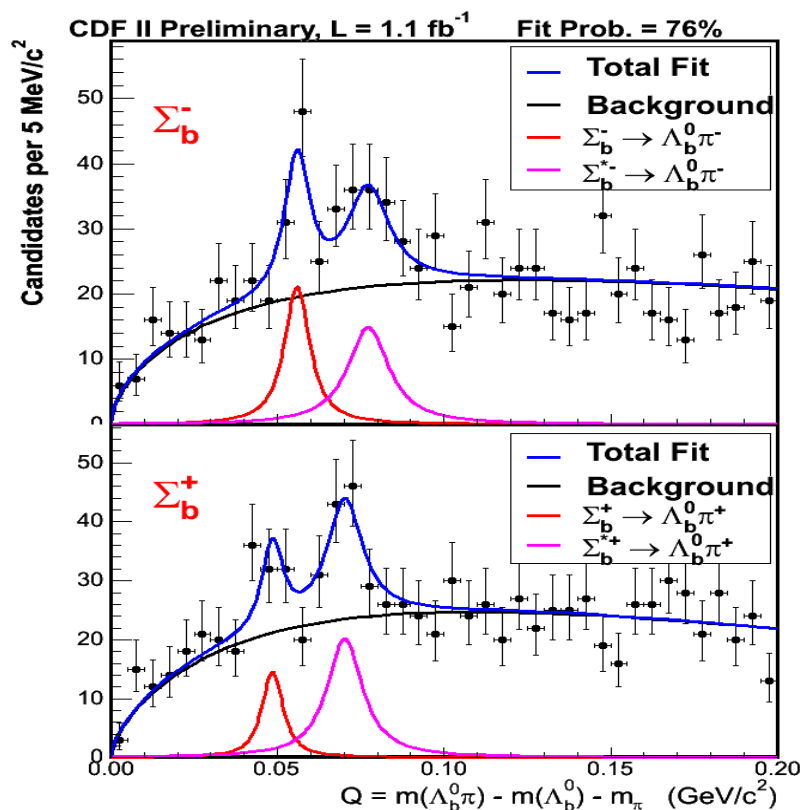 CDF II Preliminary, L = 1.1 fb⁻¹ Fit Prob. = 76%
Candidates per 5 MeV/c²
50
40
30
20
10
0
Σb⁻
Total Fit
Background
Σb⁻ → Λb⁰π⁻
Σb*⁻ → Λb⁰π⁻
50
40
30
20
10
0
Σb⁺
Total Fit
Background
Σb⁺ → Λb⁰π⁺
Σb*⁺ → Λb⁰π⁺
0.00 0.05 0.10 0.15 0.20
Q = m(Λb⁰π) - m(Λb⁰) - mπ (GeV/c²)